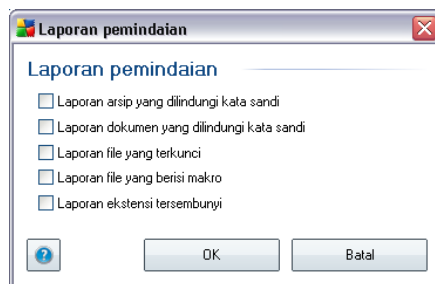 Laporan pemindaian
Laporan pemindaian
Laporan arsip yang dilindungi kata sandi
Laporan dokumen yang dilindungi kata sandi
Laporan file yang terkunci
Laporan file yang berisi makro
Laporan ekstensi tersembunyi
? OK Batal